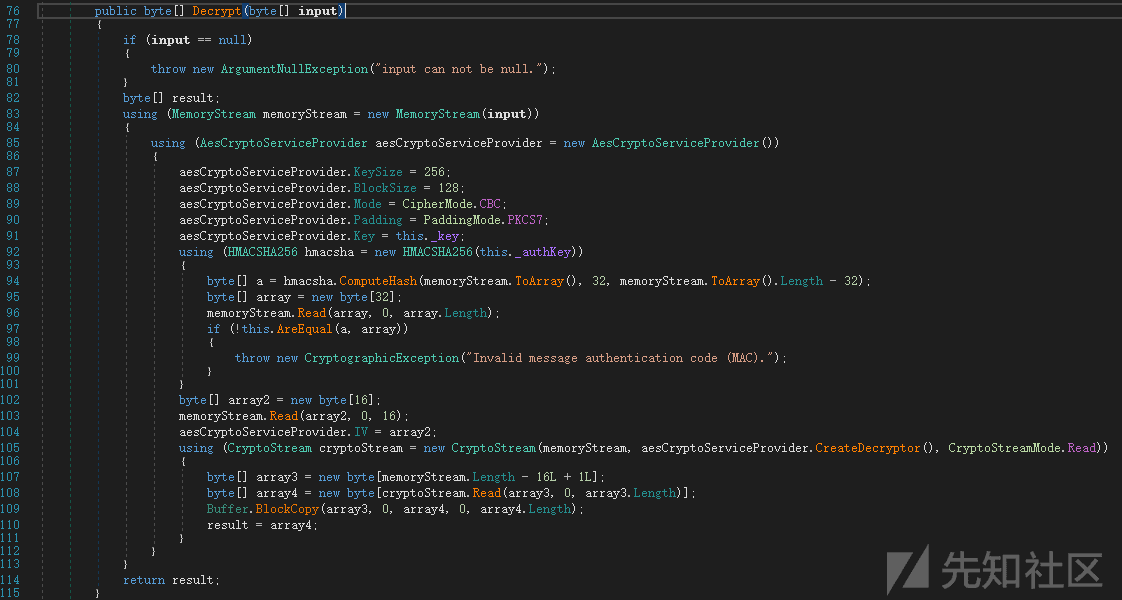 76 public byte[] Decrypt(byte[] input)
77 {
78 if (input == null)
79 {
80 throw new ArgumentNullException("input can not be null.");
81 }
82 byte[] result;
83 using (MemoryStream memoryStream = new MemoryStream(input))
84 {
85 using (AesCryptoServiceProvider aesCryptoServiceProvider = new AesCryptoServiceProvider())
86 {
87 aesCryptoServiceProvider.KeySize = 256;
88 aesCryptoServiceProvider.BlockSize = 128;
89 aesCryptoServiceProvider.Mode = CipherMode.CBC;
90 aesCryptoServiceProvider.Padding = PaddingMode.PKCS7;
91 aesCryptoServiceProvider.Key = this._key;
92 using (HMACSHA256 hmacsha = new HMACSHA256(this._authKey))
93 {
94 byte[] a = hmacsha.ComputeHash(memoryStream.ToArray(), 32, memoryStream.ToArray().Length - 32);
95 byte[] array = new byte[32];
96 memoryStream.Read(array, 0, array.Length);
97 if (!this.AreEqual(a, array))
98 {
99 throw new CryptographicException("Invalid message authentication code (MAC).");
100 }
101 }
102 byte[] array2 = new byte[16];
103 memoryStream.Read(array2, 0, 16);
104 aesCryptoServiceProvider.IV = array2;
105 using (CryptoStream cryptoStream = new CryptoStream(memoryStream, aesCryptoServiceProvider.CreateDecryptor(), CryptoStreamMode.Read))
106 {
107 byte[] array3 = new byte[memoryStream.Length - 16L + 1L];
108 byte[] array4 = new byte[cryptoStream.Read(array3, 0, array3.Length)];
109 Buffer.BlockCopy(array3, 0, array4, 0, array4.Length);
110 result = array4;
111 }
112 }
113 }
114 return result;
115 }
先知社区